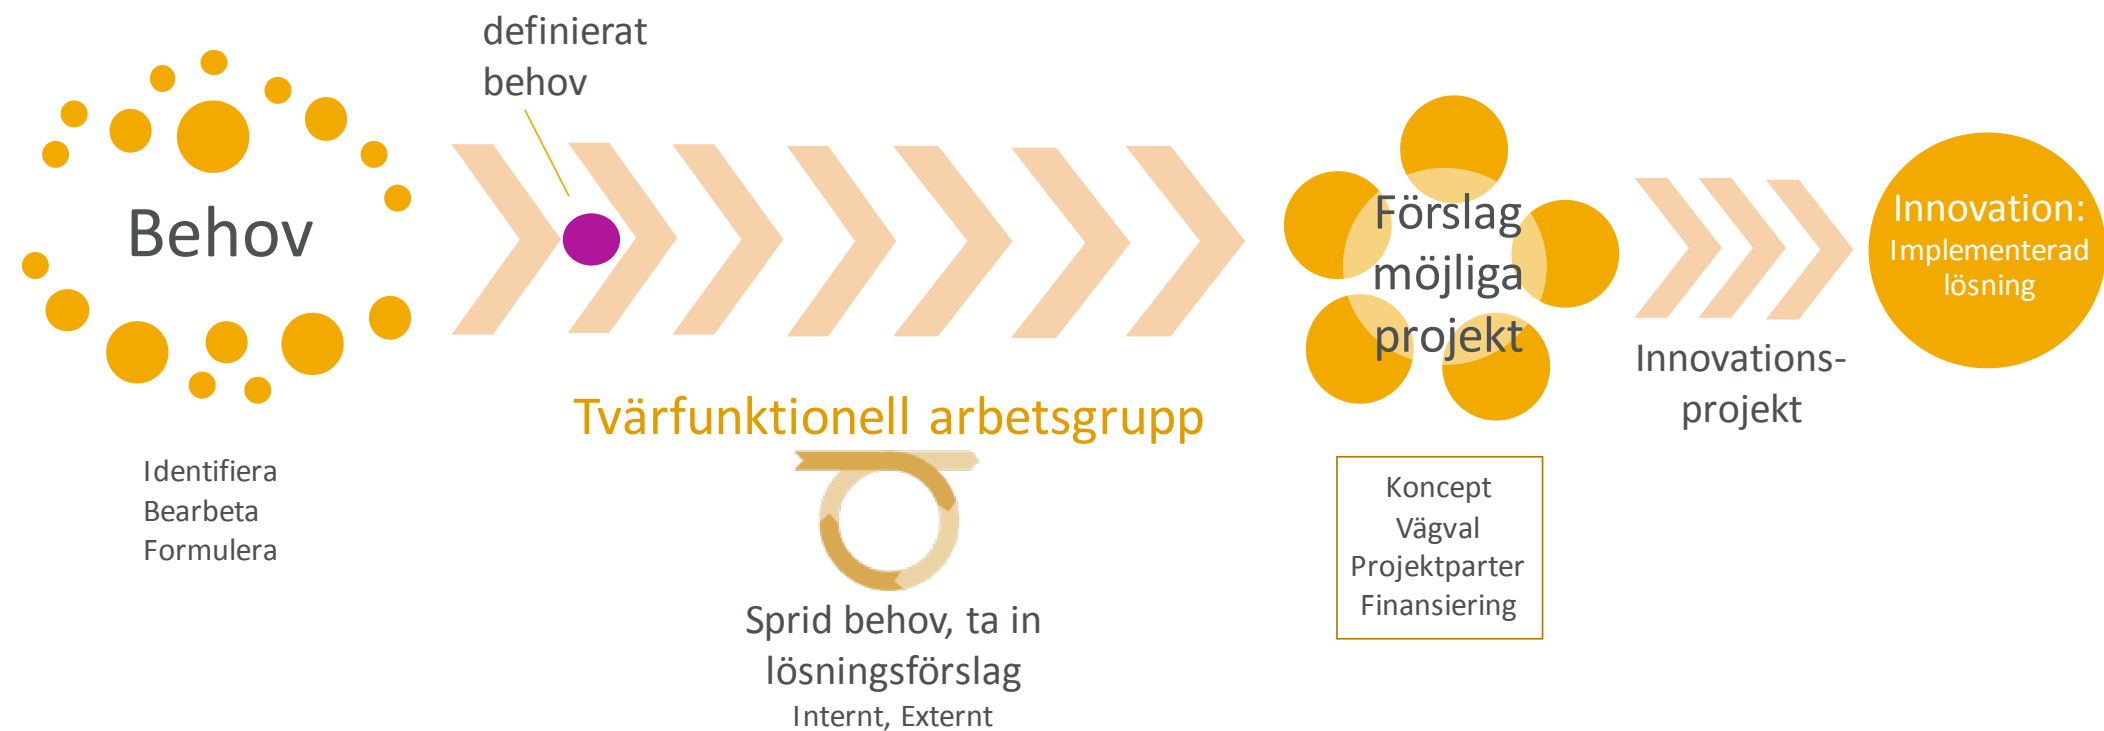 definierat
behov
Behov
Identifiera
Bearbeta
Formulera
Tvärfunktionell arbetsgrupp
Sprid behov, ta in
lösningsförslag
Internt, Externt
Förslag
möjliga
projekt
Koncept
Vägval
Projektparter
Finansiering
Innovations-
projekt
Innovation:
Implementerad
lösning